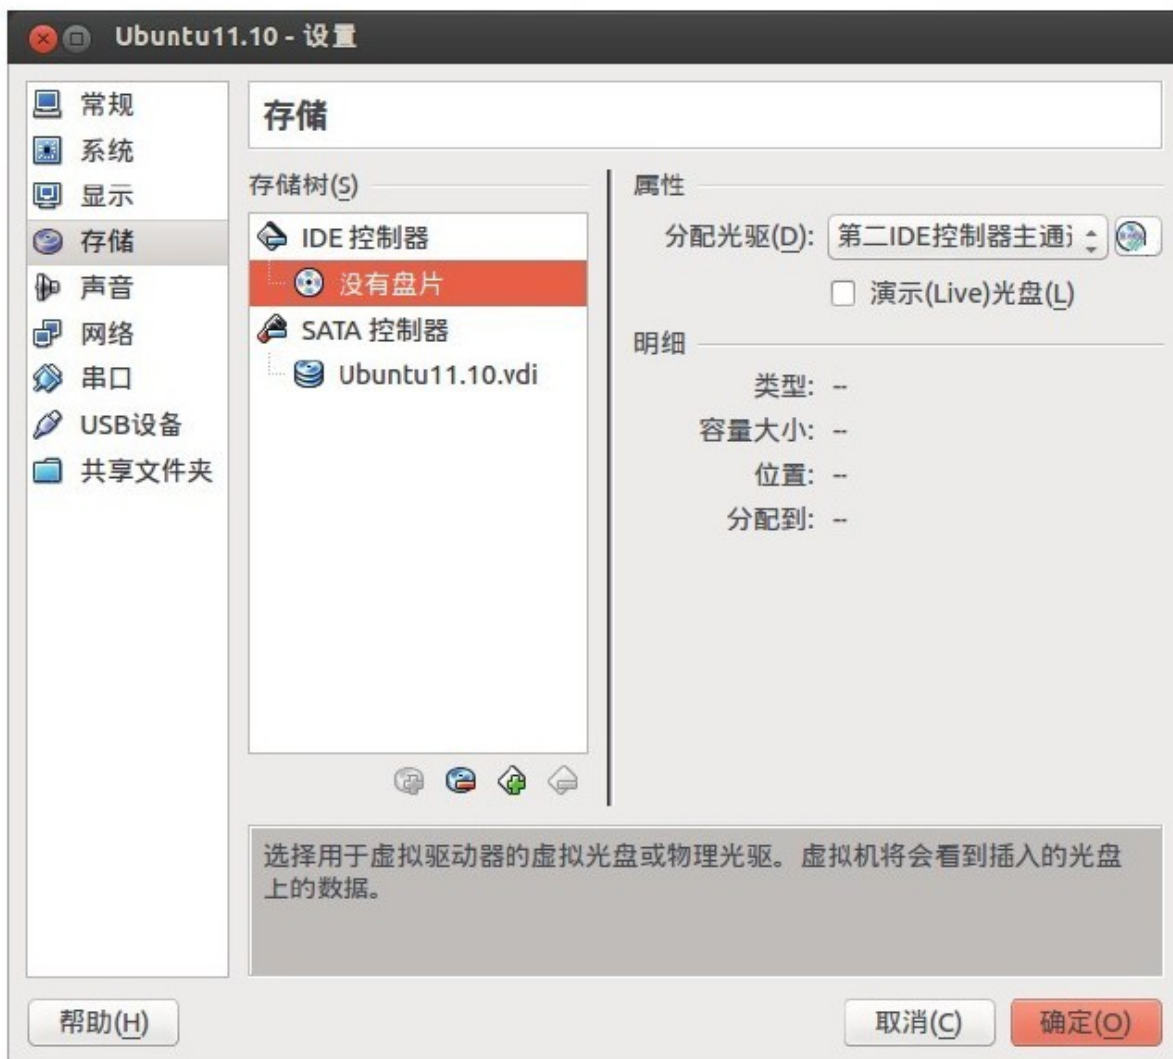 Ubuntu11.10 - 设置
常规
系统
显示
存储
声音
网络
串口
USB设备
共享文件夹
存储
存储树(S)
IDE 控制器
没有盘片
SATA 控制器
Ubuntu11.10.vdi
属性
分配光驱(D): 第二IDE控制器主通
演示(Live)光盘(L)
明细
类型: --
容量大小: --
位置: --
分配到: --
选择用于虚拟驱动器的虚拟光盘或物理光驱。虚拟机将会看到插入的光盘
上的数据。
帮助(H)
取消(C)
确定(O)